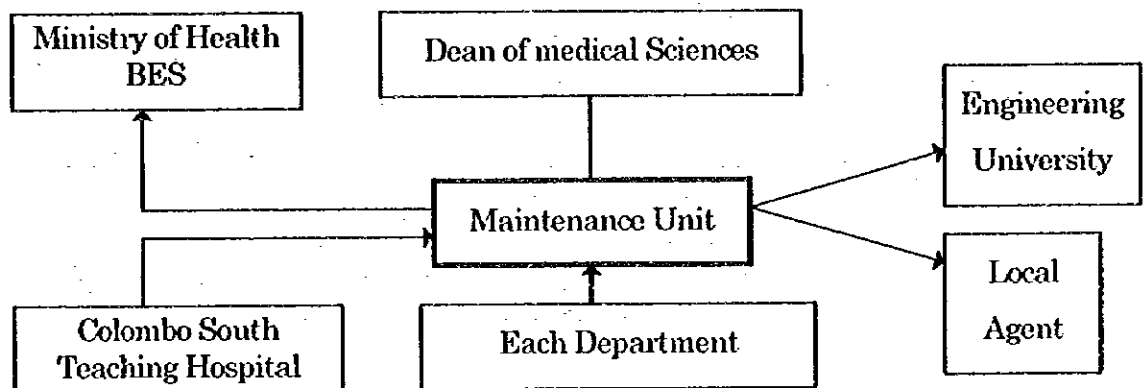 Ministry of Health
BES
Dean of medical Sciences
Engineering
University
Maintenance Unit
Local
Agent
Colombo South
Teaching Hospital
Each Department